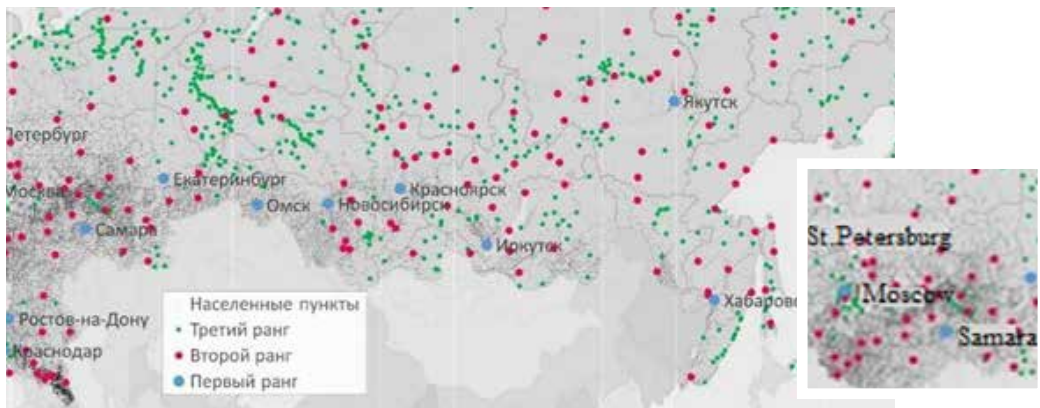 Якутск
Петербург
Екатеринбург
Красноярск
Москва
Омск
Новосибирск
Самара
Иркутск
Хабаровс
Ростов-на-Дону
Краснодар
Населенные пункты
Третий ранг
Второй ранг
Первый ранг
St.Petersburg
Moscow
Samara